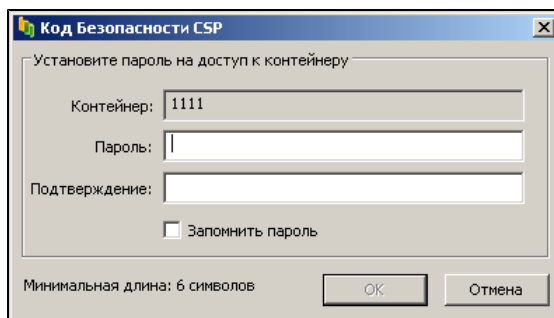 Код Безопасности CSP
Установите пароль на доступ к контейнеру
Контейнер: 1111
Пароль:
Подтверждение:
Запомнить пароль
Минимальная длина: 6 символов OK Отмена